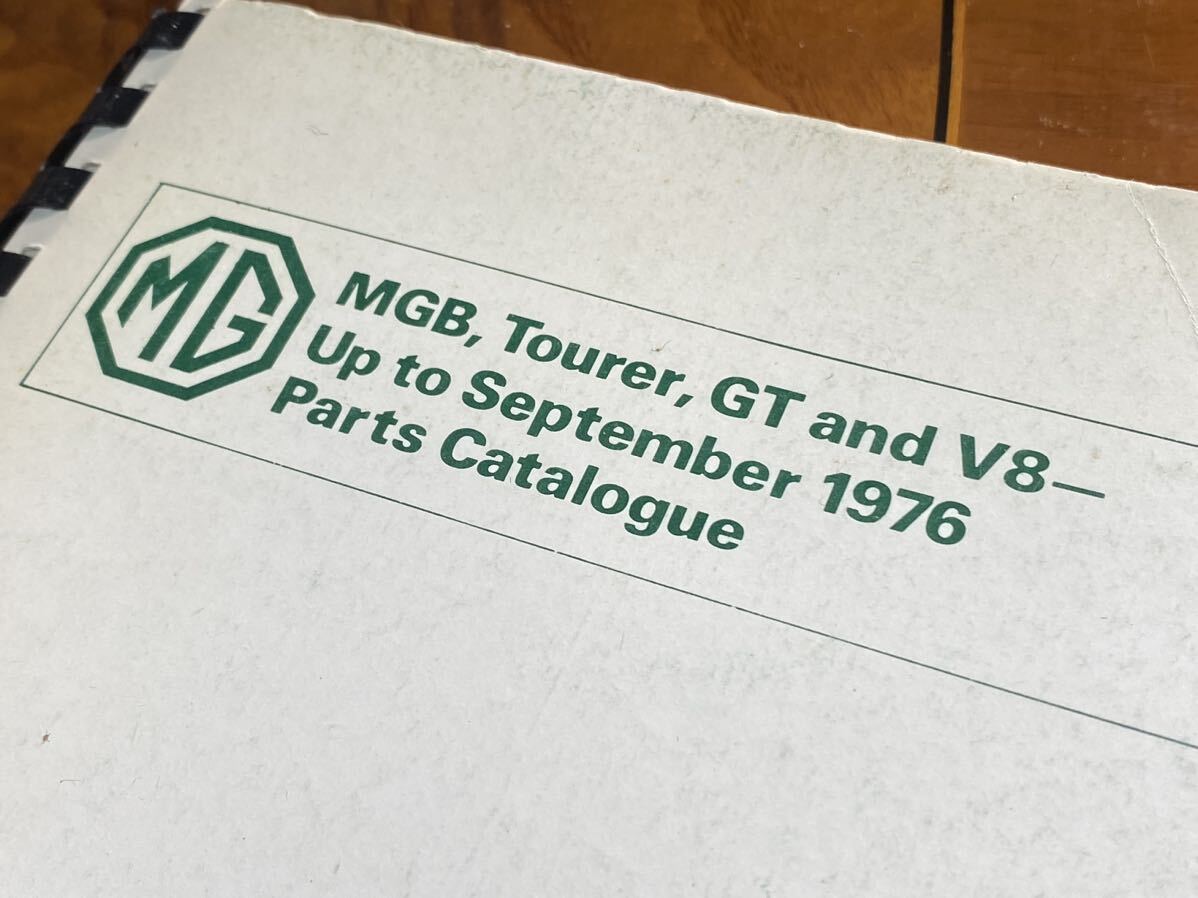 MG
MGB, Tourer, GT and V8—
Up to September 1976
Parts Catalogue